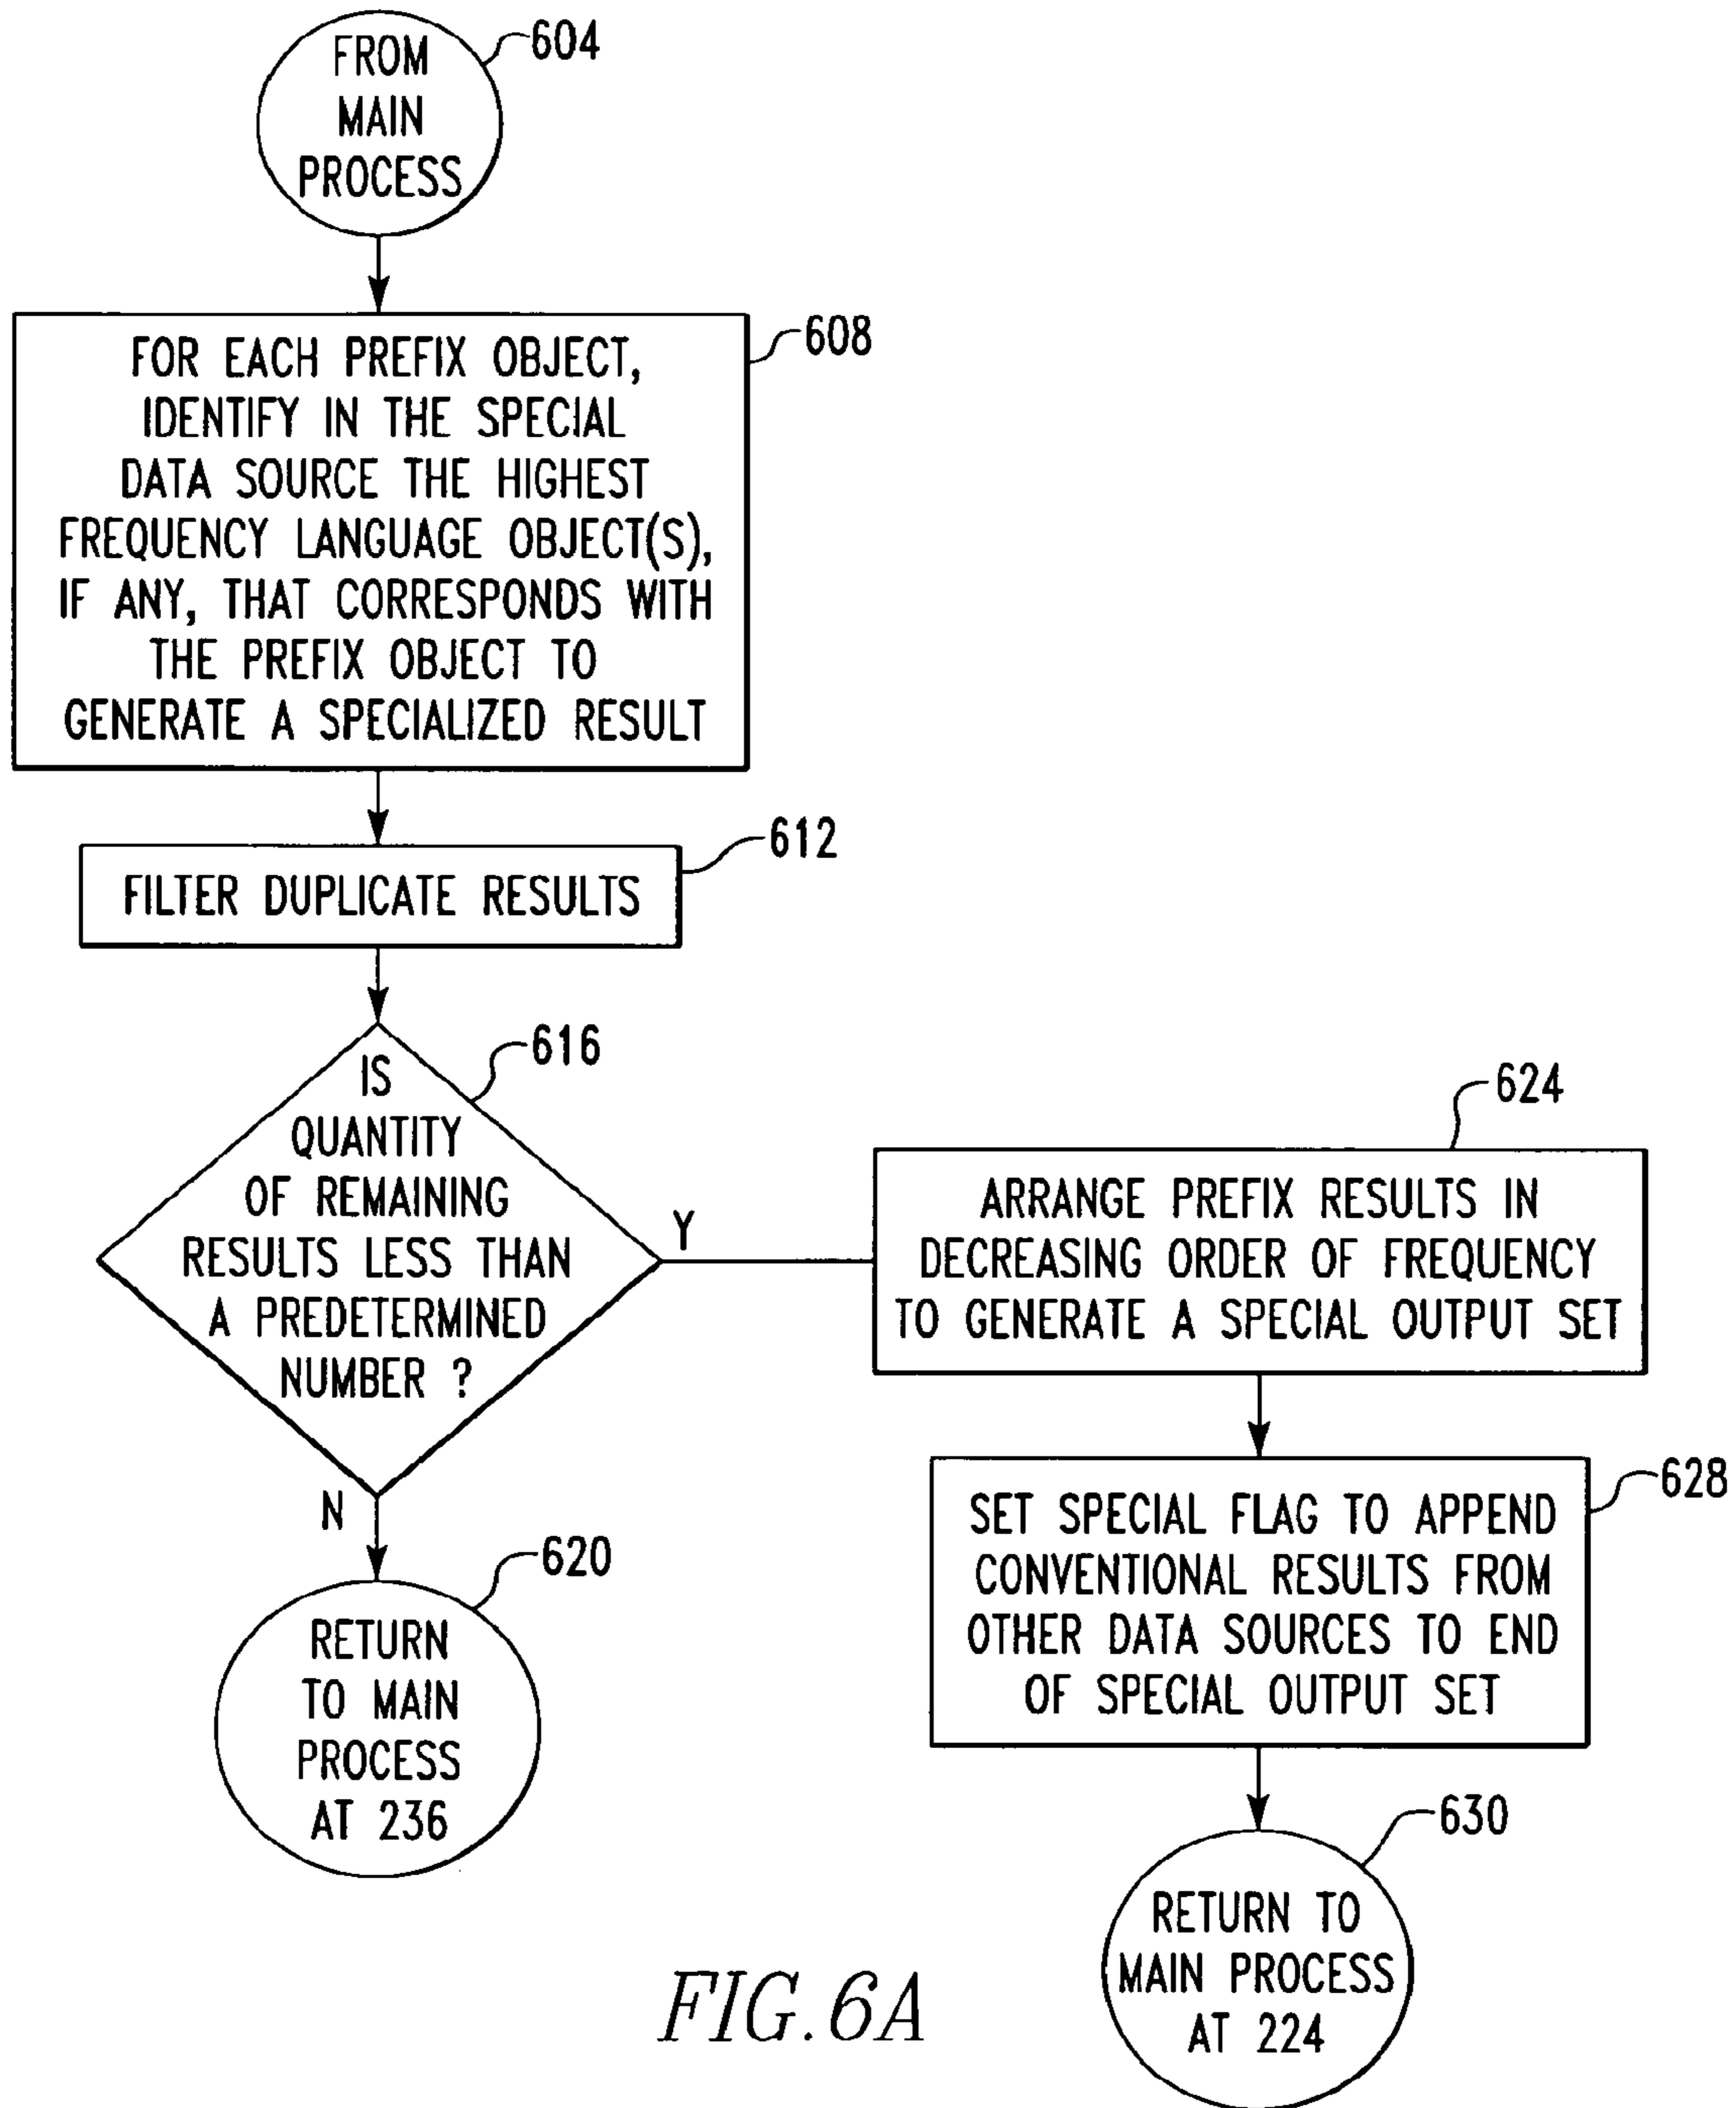 FROM
MAIN
PROCESS
604
FOR EACH PREFIX OBJECT,
IDENTIFY IN THE SPECIAL
DATA SOURCE THE HIGHEST
FREQUENCY LANGUAGE OBJECT(S),
IF ANY, THAT CORRESPONDS WITH
THE PREFIX OBJECT TO
GENERATE A SPECIALIZED RESULT
608
FILTER DUPLICATE RESULTS
612
IS
QUANTITY
OF REMAINING
RESULTS LESS THAN
A PREDETERMINED
NUMBER ?
616
Y
N
RETURN
TO MAIN
PROCESS
AT 236
620
ARRANGE PREFIX RESULTS IN
DECREASING ORDER OF FREQUENCY
TO GENERATE A SPECIAL OUTPUT SET
624
SET SPECIAL FLAG TO APPEND
CONVENTIONAL RESULTS FROM
OTHER DATA SOURCES TO END
OF SPECIAL OUTPUT SET
628
RETURN TO
MAIN PROCESS
AT 224
630
FIG.6A